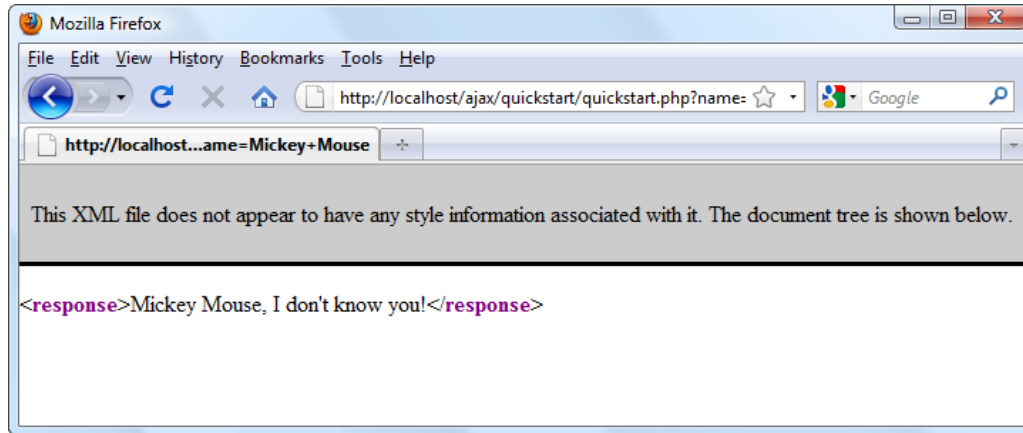 Mozilla Firefox
File Edit View History Bookmarks Tools Help
http://localhost/ajax/quickstart/quickstart.php?name= Google
http://localhost...ame=Mickey+Mouse
This XML file does not appear to have any style information associated with it. The document tree is shown below.
<response>Mickey Mouse, I don't know you!</response>